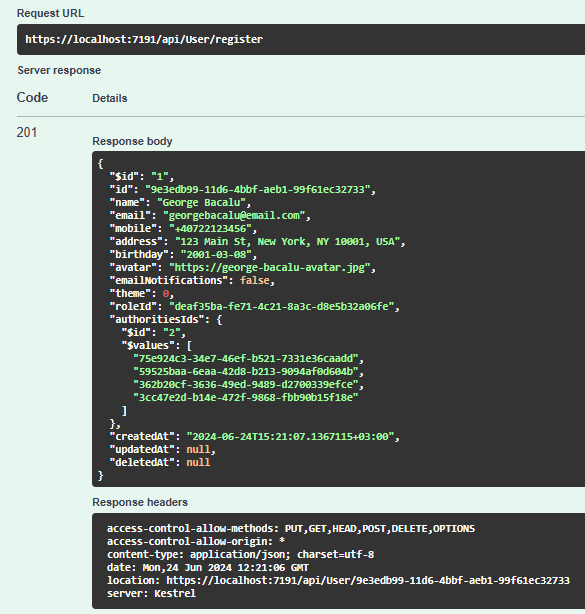 Request URL
https://localhost:7191/api/User/register
Server response
Code Details
201
Response body
{
  "$id": "1",
  "id": "9e3edb99-11d6-4bbf-aeb1-99f61ec32733",
  "name": "George Bacalu",
  "email": "georgebacalu@email.com",
  "mobile": "+40722123456",
  "address": "123 Main St, New York, NY 10001, USA",
  "birthday": "2001-03-08",
  "avatar": "https://george-bacalu-avatar.jpg",
  "emailNotifications": false,
  "theme": 0,
  "roleId": "deaf35ba-fe71-4c21-8a3c-d8e5b32a06fe",
  "authoritiesIds": {
    "$id": "2",
    "$values": [
      "75e924c3-34e7-46ef-b521-7331e36caadd",
      "59525baa-6eaa-42d8-b213-9094af0d604b",
      "362b20cf-3636-49ed-9489-d2700339efce",
      "3cc47e2d-b14e-472f-9868-fbb90b15f18e"
    ]
  },
  "createdAt": "2024-06-24T15:21:07.1367115+03:00",
  "updatedAt": null,
  "deletedAt": null
}
Response headers
access-control-allow-methods: PUT,GET,HEAD,POST,DELETE,OPTIONS
access-control-allow-origin: *
content-type: application/json; charset=utf-8
date: Mon,24 Jun 2024 12:21:06 GMT
location: https://localhost:7191/api/User/9e3edb99-11d6-4bbf-aeb1-99f61ec32733
server: Kestrel